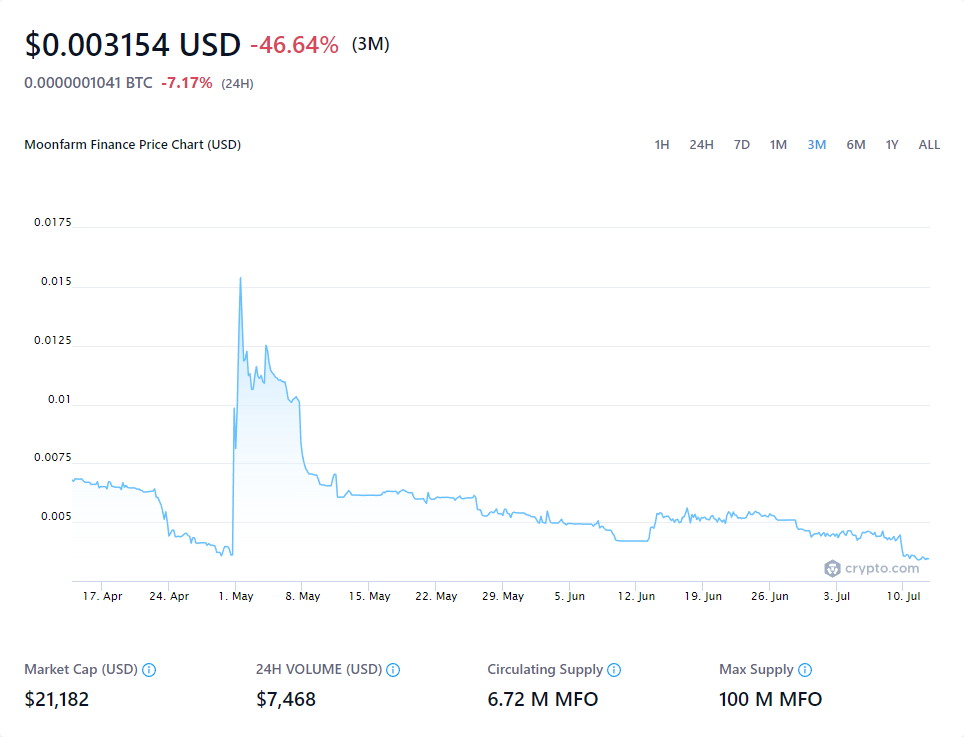 $0.003154 USD -46.64% (3M)
0.0000001041 BTC -7.17% (24H)
Moonfarm Finance Price Chart (USD)
1H 24H 7D 1M 3M 6M 1Y ALL
0.0175
0.015
0.0125
0.01
0.0075
0.005
crypto.com
17. Apr 24. Apr 1. May 8. May 15. May 22. May 29. May 5. Jun 12. Jun 19. Jun 26. Jun 3. Jul 10. Jul
Market Cap (USD) 24H VOLUME (USD) Circulating Supply Max Supply
$21,182 $7,468 6.72 M MFO 100 M MFO